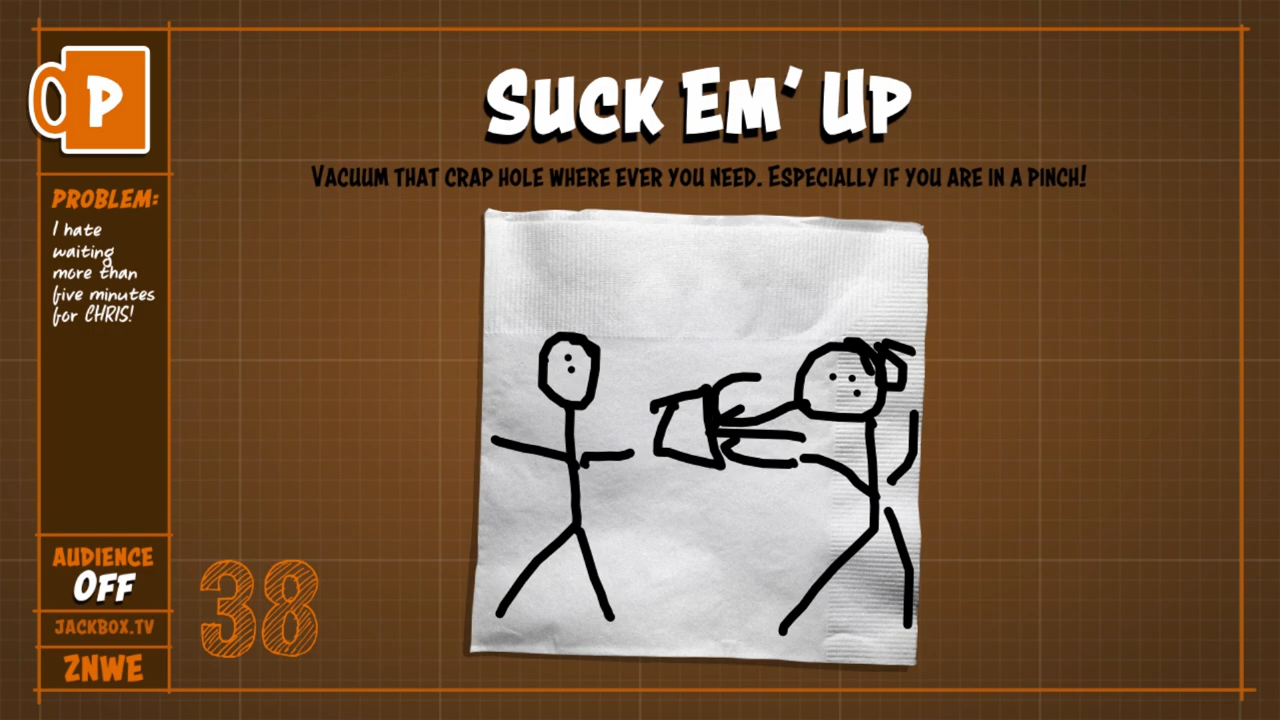 P
SUCK EM' UP
VACUUM THAT CRAP HOLE WHERE EVER YOU NEED. ESPECIALLY IF YOU ARE IN A PINCH!
PROBLEM:
I hate
waiting
more than
five minutes
for CHRIS!
AUDIENCE
OFF
JACKBOX.TV
ZNWE
38